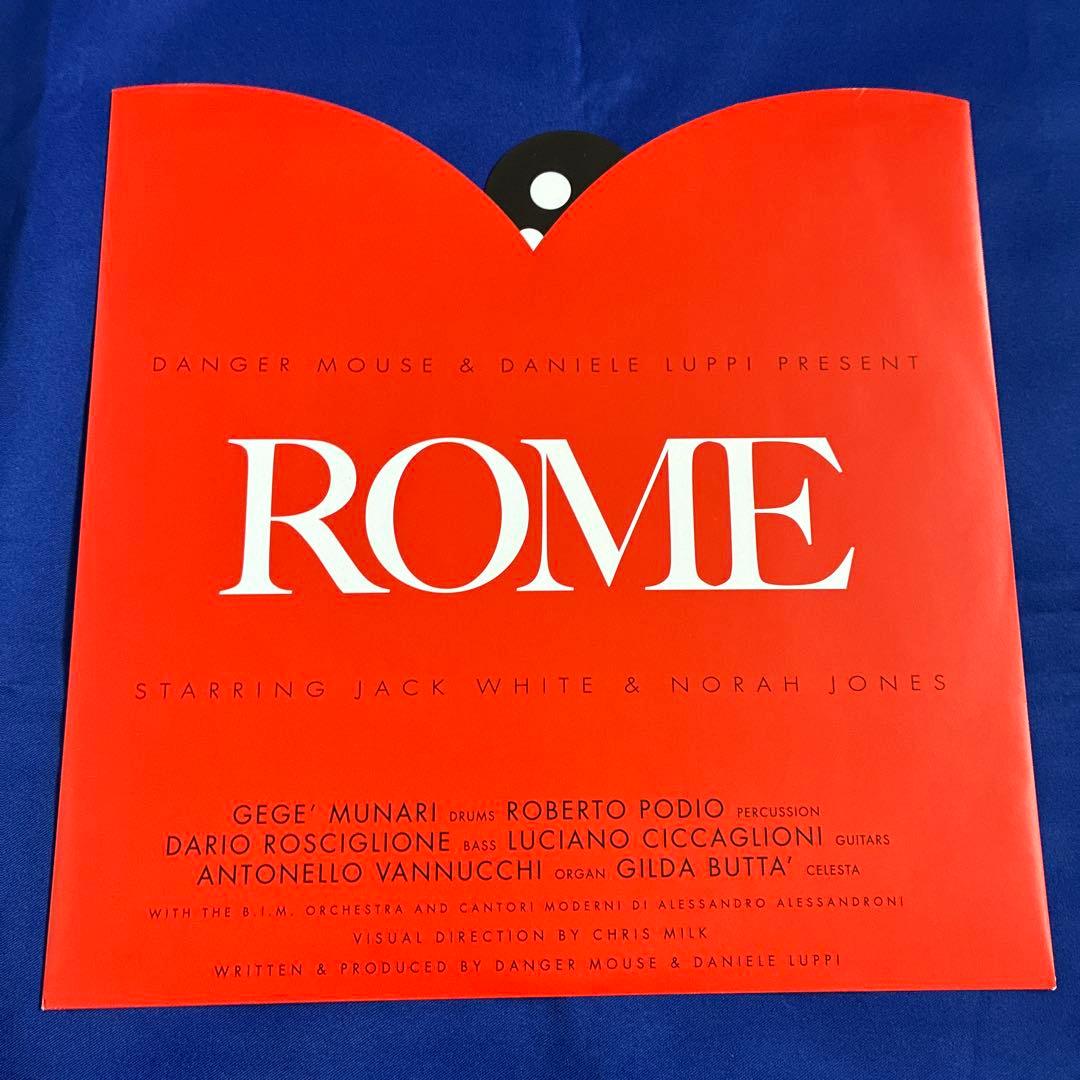 DANGER MOUSE & DANIELE LUPPI PRESENT
ROME
STARRING JACK WHITE & NORAH JONES
GEGE' MUNARI DRUMS ROBERTO PODIO PERCUSSION
DARIO ROSCIGLIONE BASS LUCIANO CICCAGLIONI GUITARS
ANTONELLO VANNUCCHI ORGAN GILDA BUTTA' CELESTA
WITH THE B.I.M. ORCHESTRA AND CANTORI MODERNI DI ALESSANDRO ALESSANDRONI
VISUAL DIRECTION BY CHRIS MILK
WRITTEN & PRODUCED BY DANGER MOUSE & DANIELE LUPPI